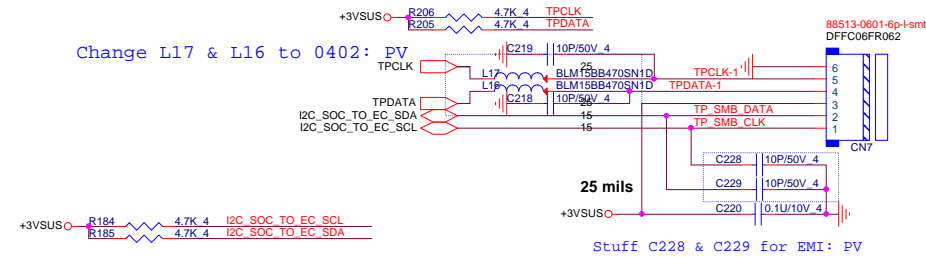 +3VSUS R206 4.7K_4 TPCLK
R205 4.7K_4 TPDATA
88513-0601-6p-l-smt
DFFC06FR062
Change L17 & L16 to 0402: PV
C219 10P/50V_4
TPCLK 25
L17 BLM15BB470SN1D TPCLK-1
L16 BLM15BB470SN1D TPDATA-1
C218 10P/50V_4
TPDATA 25
I2C_SOC_TO_EC_SDA 15 TP_SMB_DATA
I2C_SOC_TO_EC_SCL 15 TP_SMB_CLK
6
5
4
3
2
1
CN7
C228 10P/50V_4
25 mils
C229 10P/50V_4
+3VSUS C220 0.1U/10V_4
+3VSUS R184 4.7K_4 I2C_SOC_TO_EC_SCL
R185 4.7K_4 I2C_SOC_TO_EC_SDA
Stuff C228 & C229 for EMI: PV